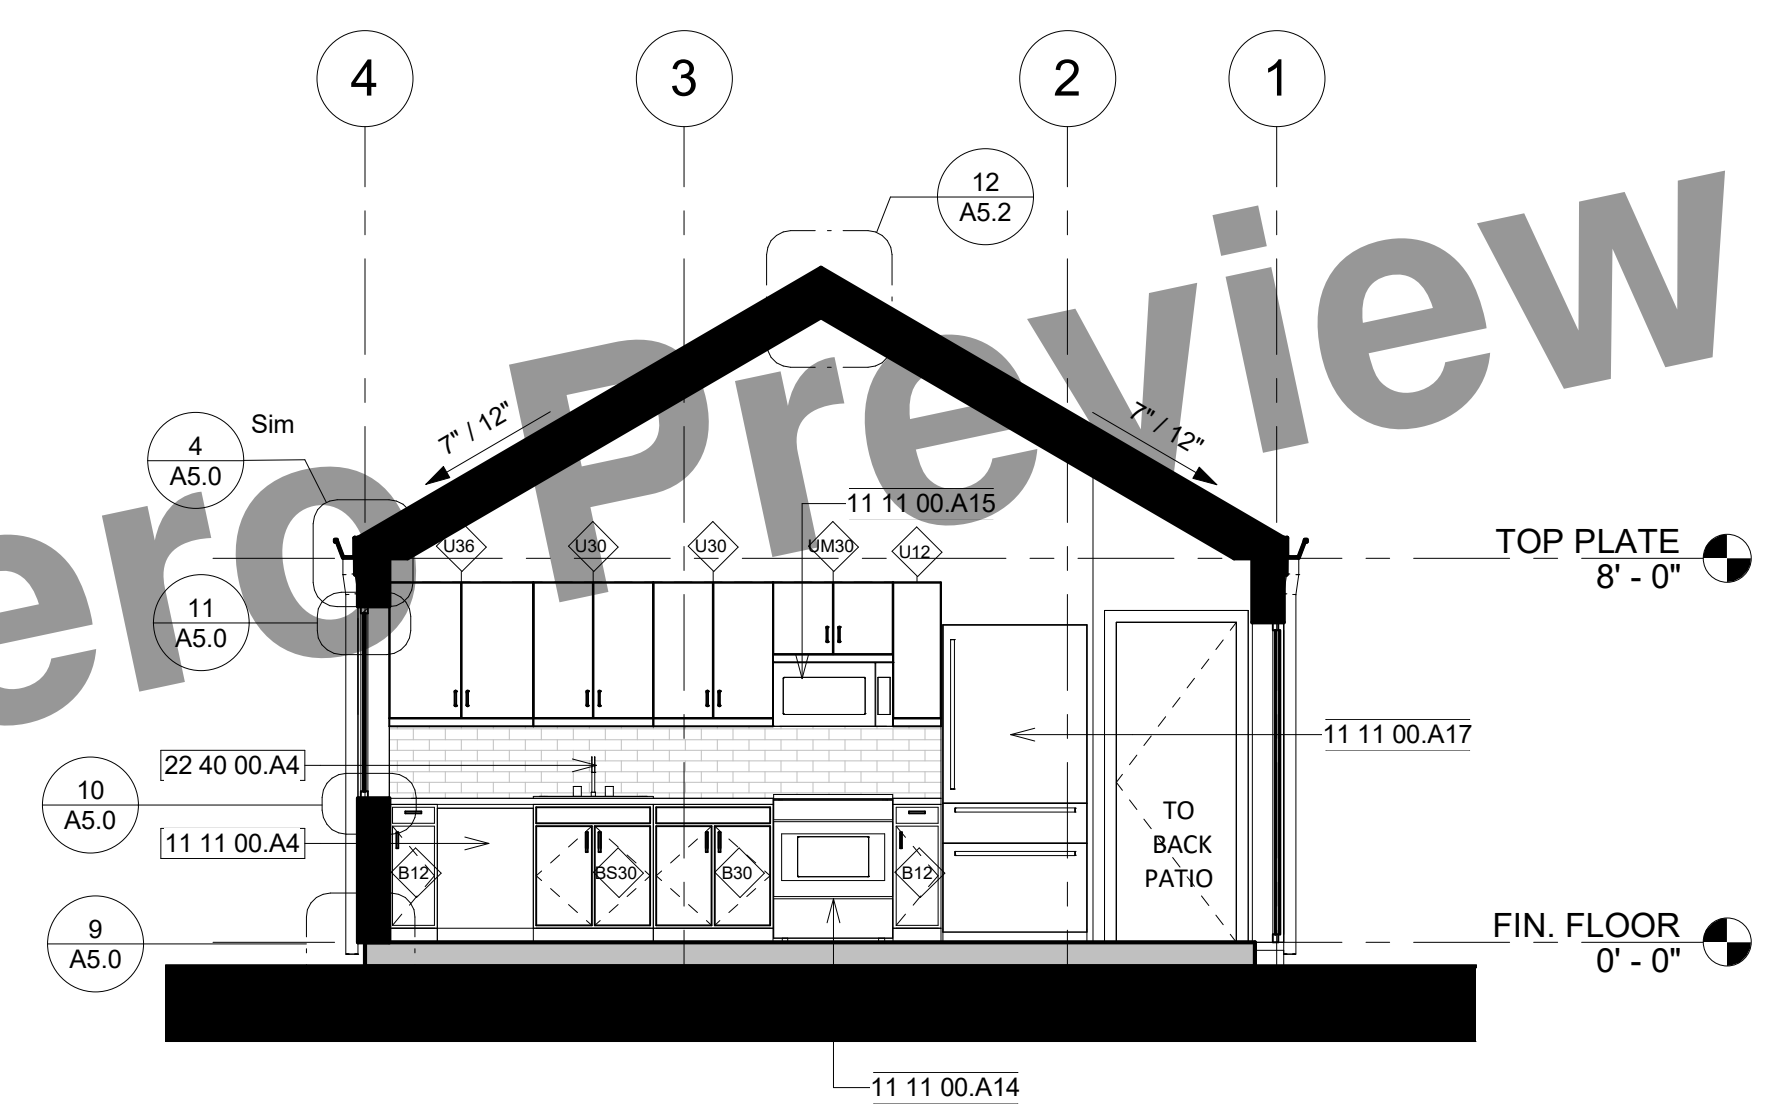 4
3
2
1
12
A5.2
ero Preview
7" / 12"
7" / 12"
Sim
4
A5.0
11 11 00.A15
U36
U30
U30
UM30
U12
TOP PLATE
8' - 0"
11
A5.0
22 40 00.A4
11 11 00.A17
10
A5.0
11 11 00.A4
TO
BACK
PATIO
B12
BS30
B30
B12
9
A5.0
FIN. FLOOR
0' - 0"
11 11 00.A14